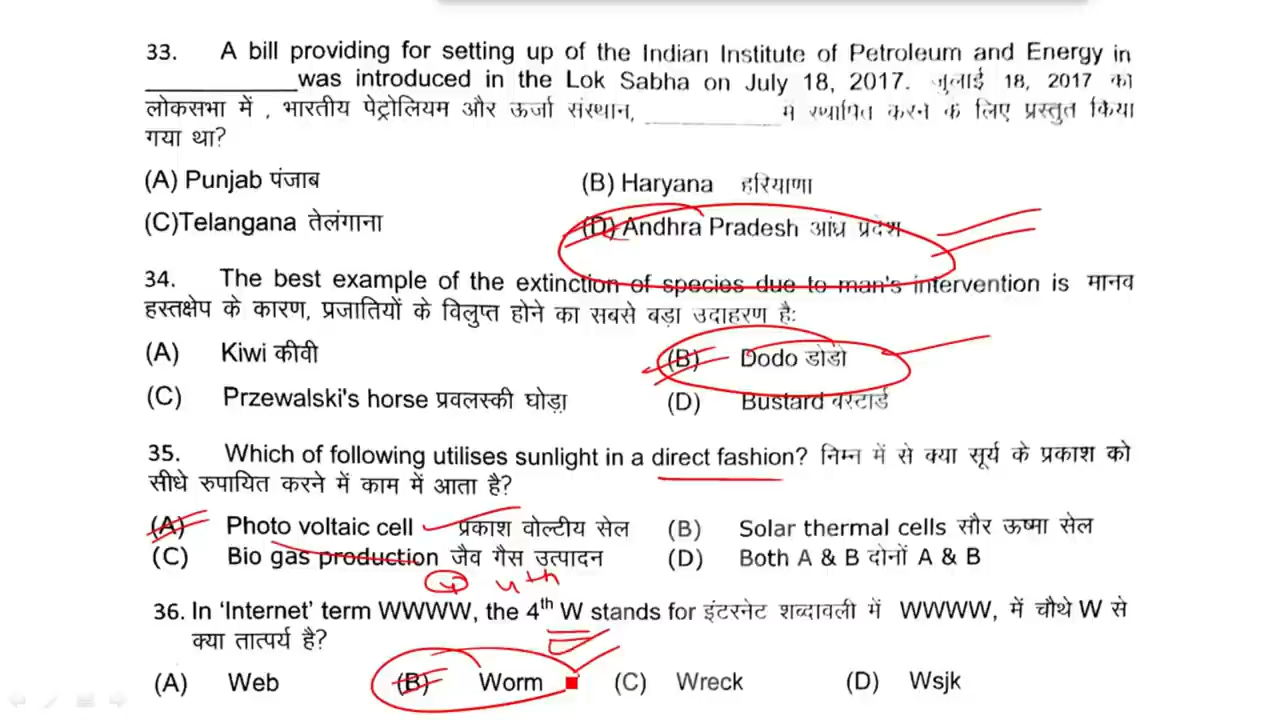 33. A bill providing for setting up of the Indian Institute of Petroleum and Energy in
____________was introduced in the Lok Sabha on July 18, 2017. जुलाई 18, 2017 को
लोकसभा में , भारतीय पेट्रोलियम और ऊर्जा संस्थान, ____________ में स्थापित करने के लिए प्रस्तुत किया
गया था?
(A) Punjab पंजाब (B) Haryana हरियाणा
(C)Telangana तेलंगाना (D) Andhra Pradesh आंध्र प्रदेश
34. The best example of the extinction of species due to man's intervention is मानव
हस्तक्षेप के कारण, प्रजातियों के विलुप्त होने का सबसे बड़ा उदाहरण है:
(A) Kiwi कीवी (B) Dodo डोडो
(C) Przewalski's horse प्रवलस्की घोड़ा (D) Bustard बस्टार्ड
35. Which of following utilises sunlight in a direct fashion? निम्न में से क्या सूर्य के प्रकाश को
सीधे रुपायित करने में काम में आता है?
(A) Photo voltaic cell प्रकाश वोल्टीय सेल (B) Solar thermal cells सौर ऊष्मा सेल
(C) Bio gas production जैव गैस उत्पादन (D) Both A & B दोनों A & B
4 4th
36. In ‘Internet’ term WWWW, the 4th W stands for इंटरनेट शब्दावली में WWWW, में चौथे W से
क्या तात्पर्य है?
(A) Web (B) Worm (C) Wreck (D) Wsjk